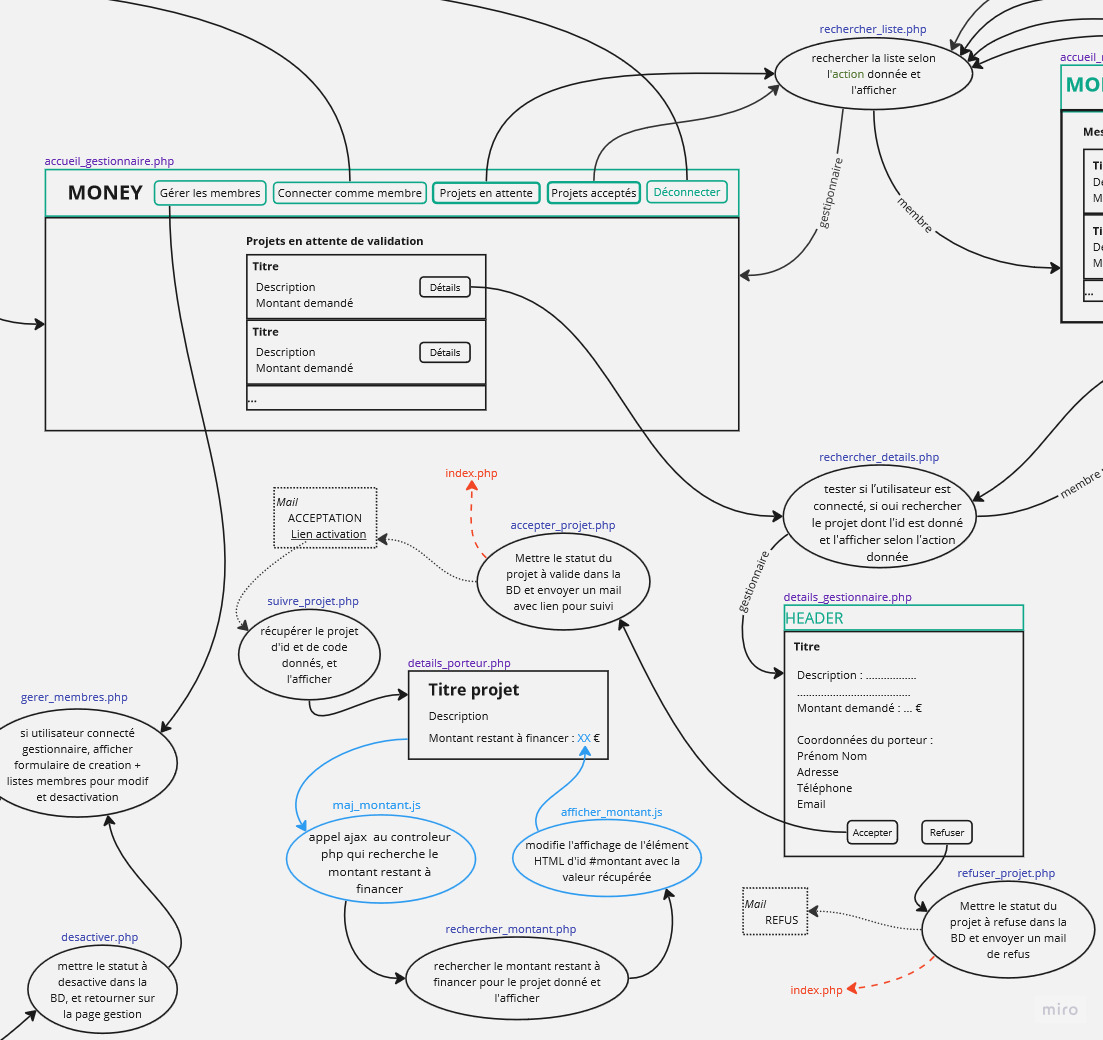 rechercher_liste.php
rechercher la liste selon
l'action donnée et
l'afficher
gestiponnaire
membre
accueil_gestionnaire.php
MONEY
Gérer les membres
Connecter comme membre
Projets en attente
Projets acceptés
Déconnecter
Projets en attente de validation
Titre
Description
Montant demandé
Détails
Titre
Description
Montant demandé
Détails
...
rechercher_details.php
tester si l’utilisateur est
connecté, si oui rechercher
le projet dont l'id est donné
et l'afficher selon l'action
donnée
membre
gestionnaire
index.php
Mail
ACCEPTATION
Lien activation
accepter_projet.php
Mettre le statut du
projet à valide dans la
BD et envoyer un mail
avec lien pour suivi
suivre_projet.php
récupérer le projet
d'id et de code
donnés, et
l'afficher
details_porteur.php
Titre projet
Description
Montant restant à financer : XX €
details_gestionnaire.php
HEADER
Titre
Description : .................
......................................
Montant demandé : ... €
Coordonnées du porteur :
Prénom Nom
Adresse
Téléphone
Email
Accepter
Refuser
gerer_membres.php
si utilisateur connecté
gestionnaire, afficher
formulaire de creation +
listes membres pour modif
et desactivation
maj_montant.js
appel ajax au controleur
php qui recherche le
montant restant à
financer
afficher_montant.js
modifie l'affichage de l'élément
HTML d'id #montant avec la
valeur récupérée
rechercher_montant.php
rechercher le montant restant à
financer pour le projet donné et
l'afficher
desactiver.php
mettre le statut à
desactive dans la
BD, et retourner sur
la page gestion
Mail
REFUS
refuser_projet.php
Mettre le statut du
projet à refuse dans la
BD et envoyer un mail
de refus
index.php
miro